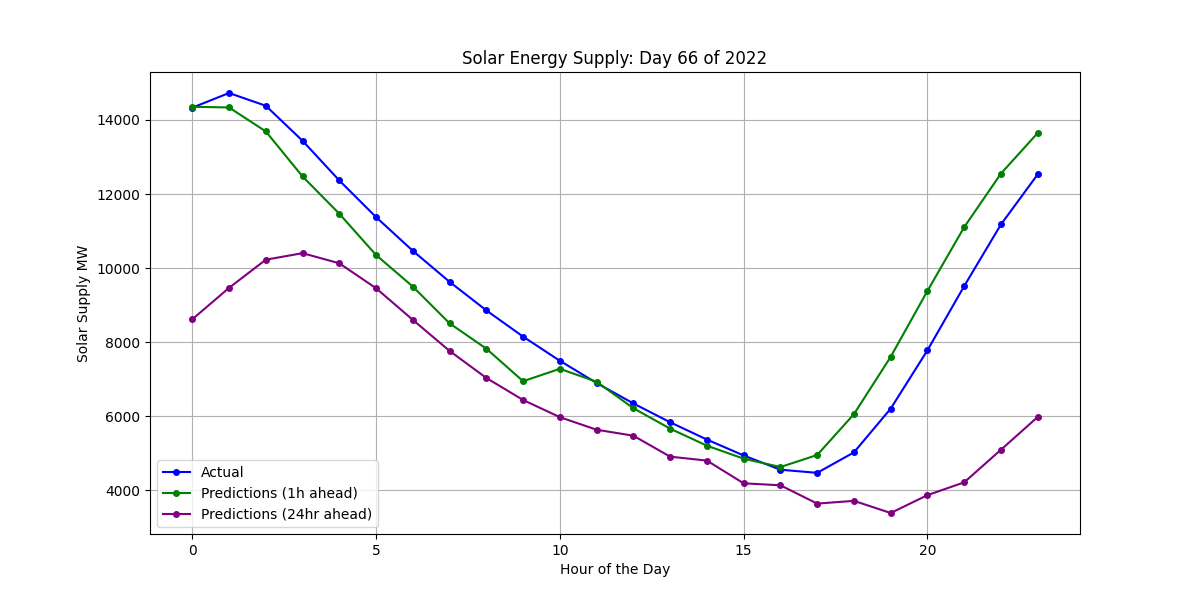 Solar Energy Supply: Day 66 of 2022
14000
12000
10000
8000
6000
4000
Solar Supply MW
Actual
Predictions (1h ahead)
Predictions (24hr ahead)
0 5 10 15 20
Hour of the Day